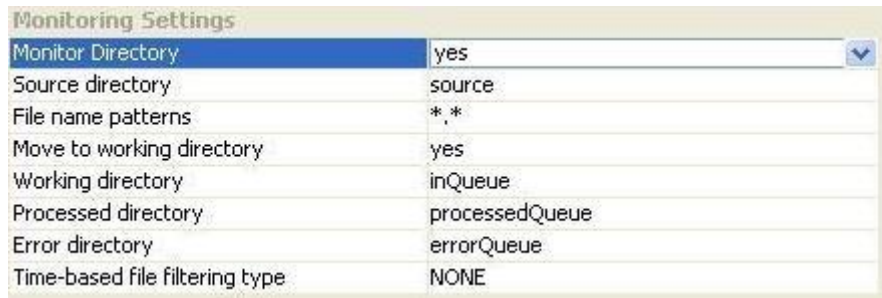 Monitoring Settings
Monitor Directory yes
Source directory source
File name patterns *.*
Move to working directory yes
Working directory inQueue
Processed directory processedQueue
Error directory errorQueue
Time-based file filtering type NONE